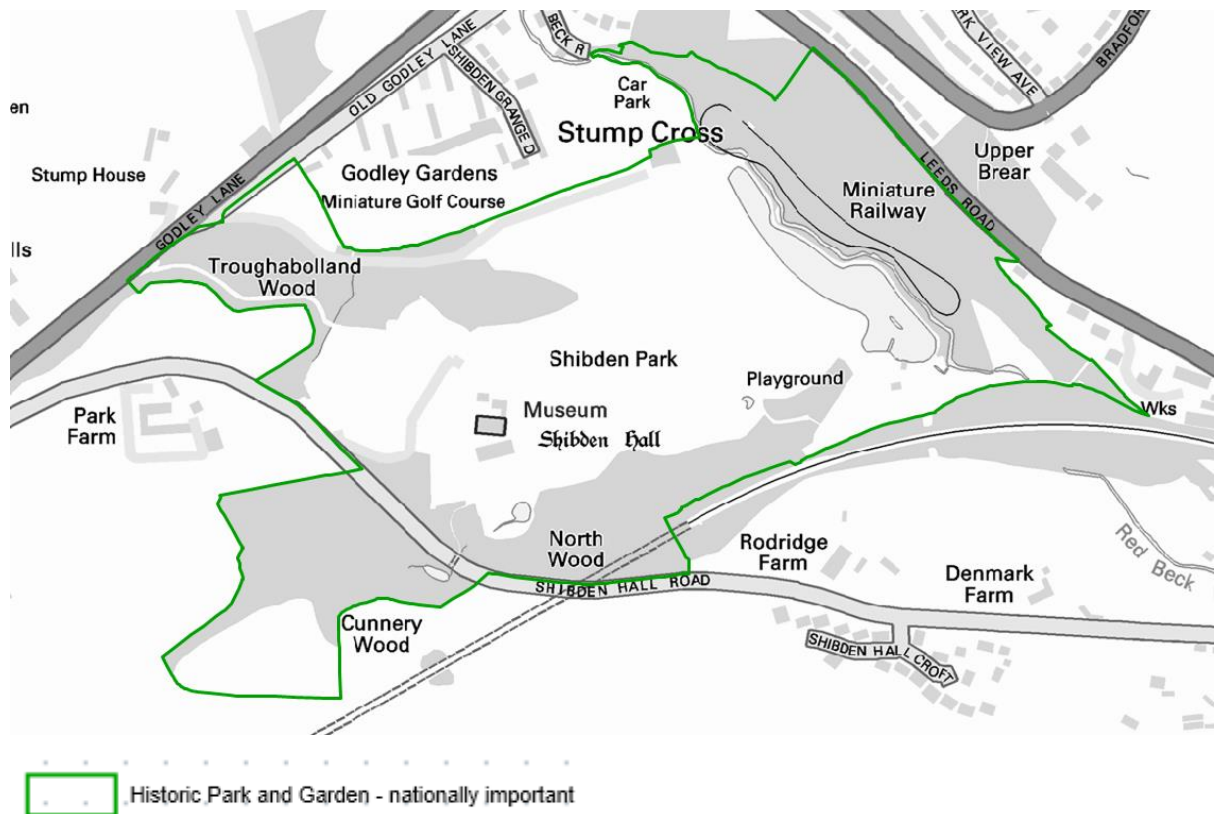 BECK R
OLD GODLEY LANE
SHIBDEN GRANGE D
RK VIEW AVE
BRADFOR
en
Car
Park
Stump Cross
Upper
Brear
LEEDS ROAD
Stump House
Godley Gardens
Miniature Golf Course
Miniature
Railway
GODLEY LANE
lls
Troughabolland
Wood
Shibden Park
Playground
Park
Farm
Museum
Shibden Hall
Wks
North
Wood
Rodridge
Farm
Red
Beck
SHIBDEN HALL ROAD
Denmark
Farm
Cunnery
Wood
SHIBDEN HALL CROFT
Historic Park and Garden - nationally important